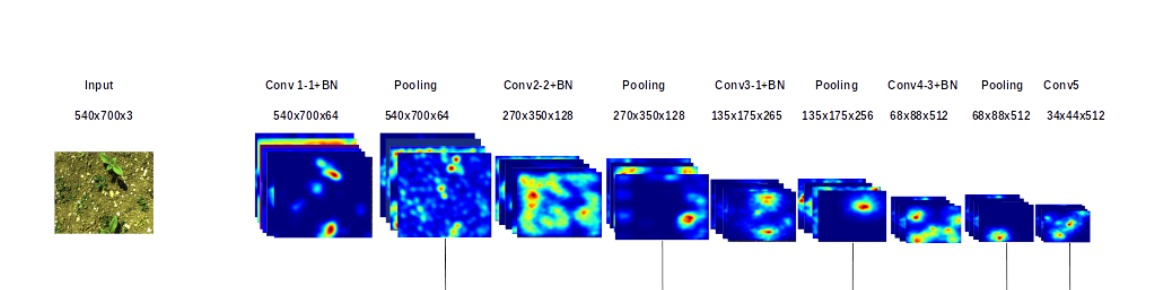 Input Conv 1-1+BN Pooling Conv2-2+BN Pooling Conv3-1+BN Pooling Conv4-3+BN Pooling Conv5
540x700x3 540x700x64 540x700x64 270x350x128 270x350x128 135x175x265 135x175x256 68x88x512 68x88x512 34x44x512